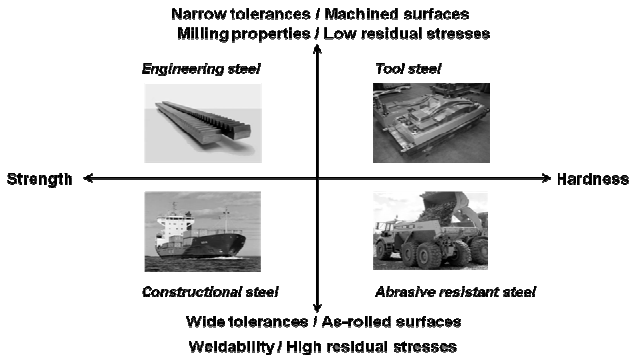 Narrow tolerances / Machined surfaces
Milling properties / Low residual stresses
Engineering steel
Tool steel
Strength
Hardness
Constructional steel
Abrasive resistant steel
Wide tolerances / As-rolled surfaces
Weldability / High residual stresses